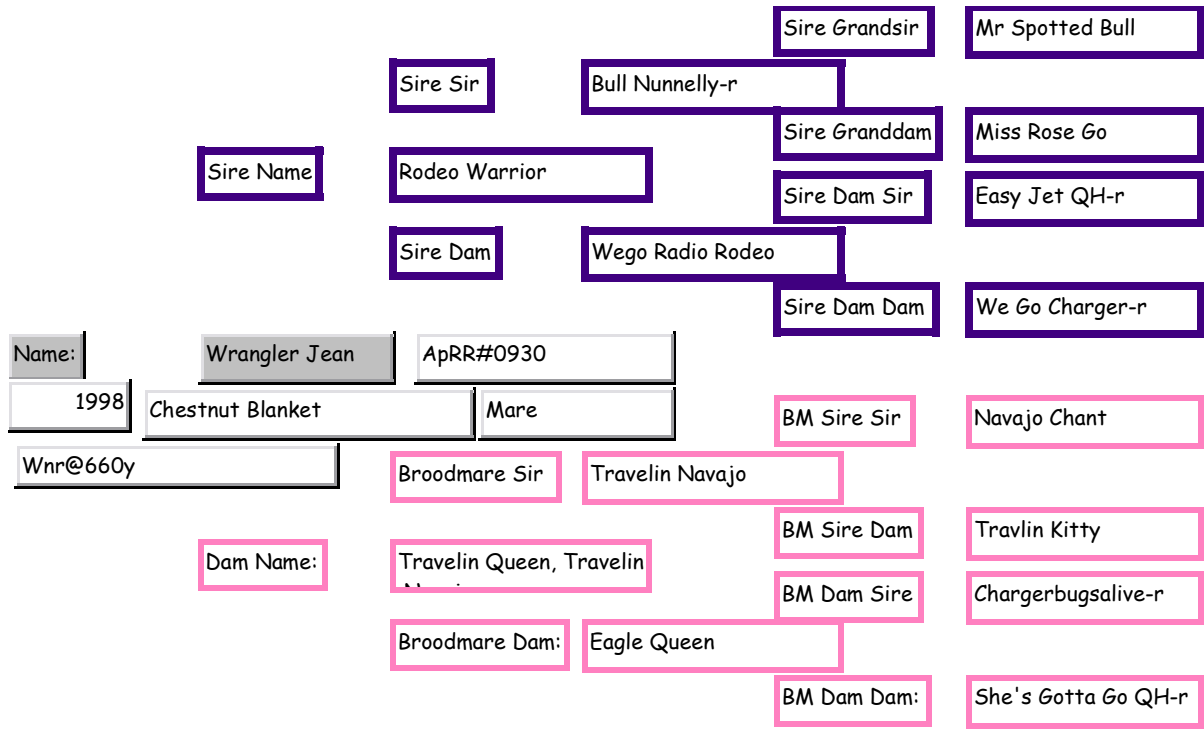 Sire Grandsir Mr Spotted Bull
Sire Sir Bull Nunnelly-r
Sire Granddam Miss Rose Go
Sire Name Rodeo Warrior
Sire Dam Sir Easy Jet QH-r
Sire Dam Wego Radio Rodeo
Sire Dam Dam We Go Charger-r
Name: Wrangler Jean ApRR#0930
1998 Chestnut Blanket Mare
BM Sire Sir Navajo Chant
Wnr@660y
Broodmare Sir Travelin Navajo
BM Sire Dam Travlin Kitty
Dam Name: Travelin Queen, Travelin
BM Dam Sire Chargerbugsalive-r
Broodmare Dam: Eagle Queen
BM Dam Dam: She's Gotta Go QH-r